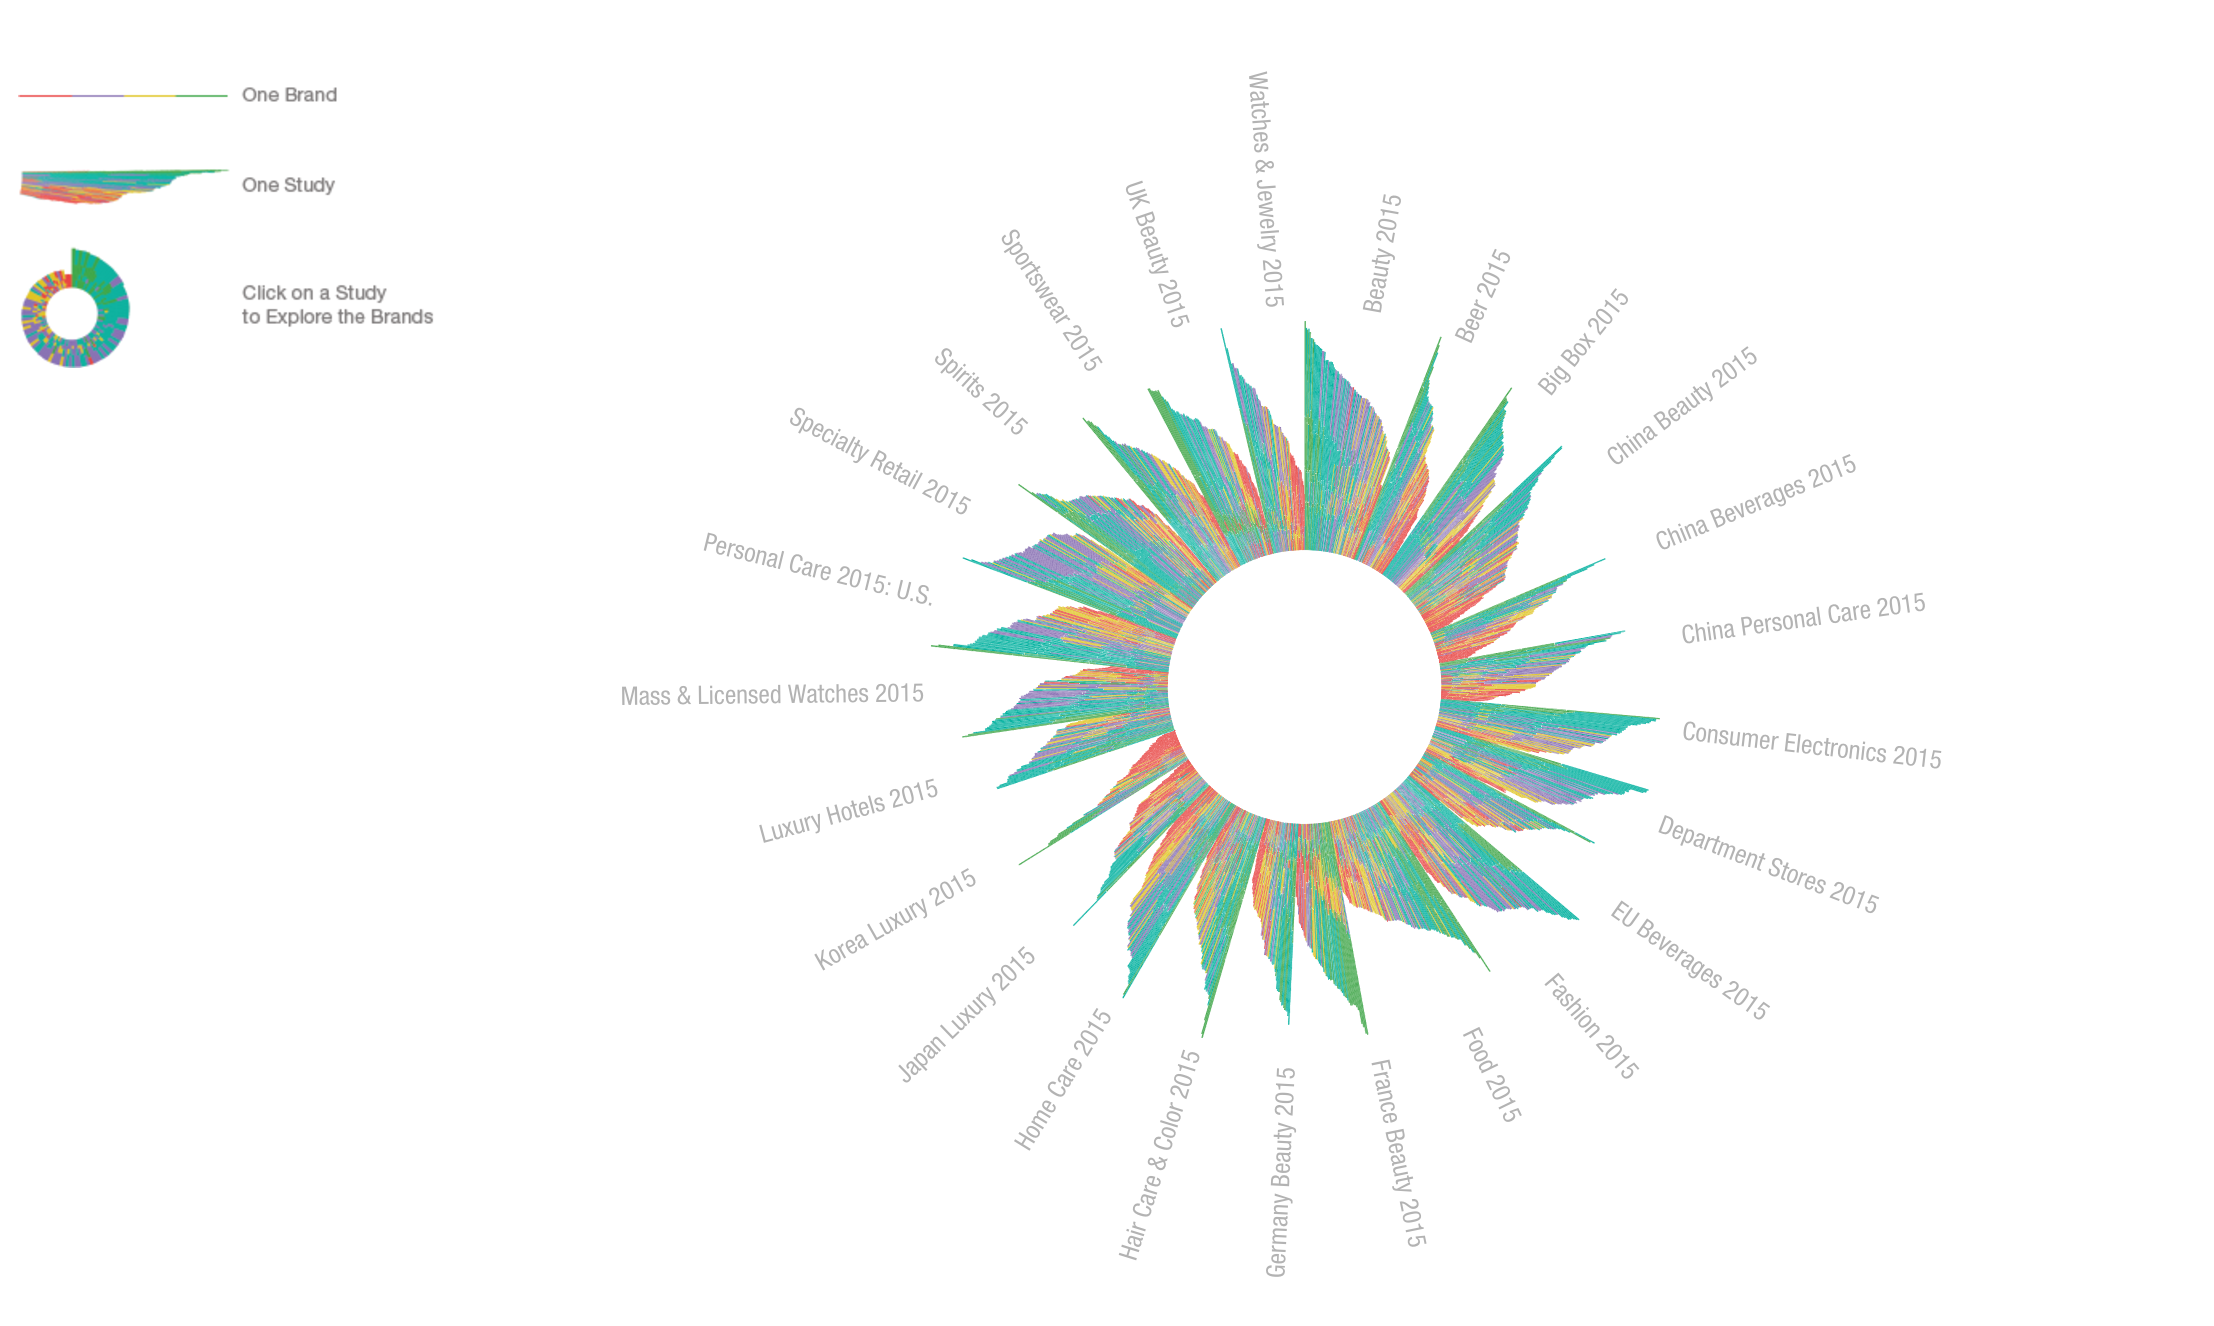 One Brand
One Study
Click on a Study
to Explore the Brands
Beauty 2015
Beer 2015
Big Box 2015
China Beauty 2015
China Beverages 2015
China Personal Care 2015
Consumer Electronics 2015
Department Stores 2015
EU Beverages 2015
Fashion 2015
Food 2015
France Beauty 2015
Germany Beauty 2015
Hair Care & Color 2015
Home Care 2015
Japan Luxury 2015
Korea Luxury 2015
Luxury Hotels 2015
Mass & Licensed Watches 2015
Personal Care 2015: U.S.
Specialty Retail 2015
Spirits 2015
Sportswear 2015
UK Beauty 2015
Watches & Jewelry 2015